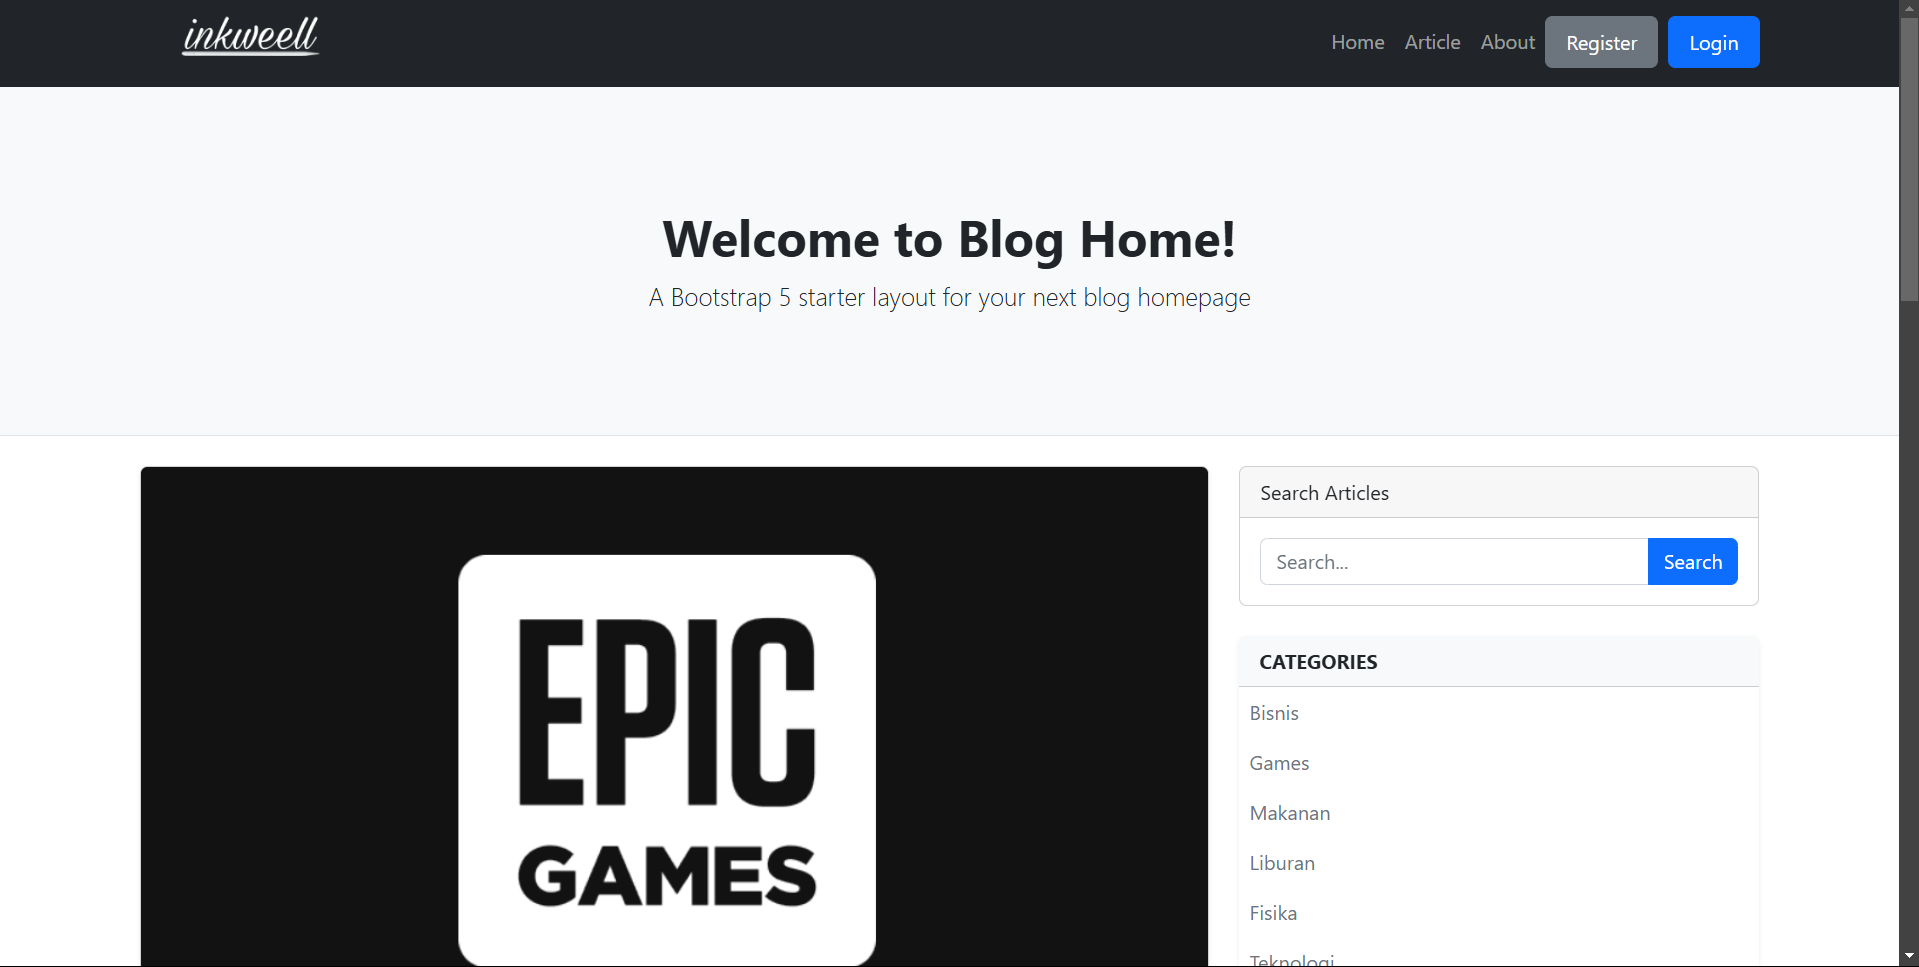 inkweell
Home Article About Register Login
Welcome to Blog Home!
A Bootstrap 5 starter layout for your next blog homepage
EPIC
GAMES
Search Articles
Search... Search
CATEGORIES
Bisnis
Games
Makanan
Liburan
Fisika
Teknologi